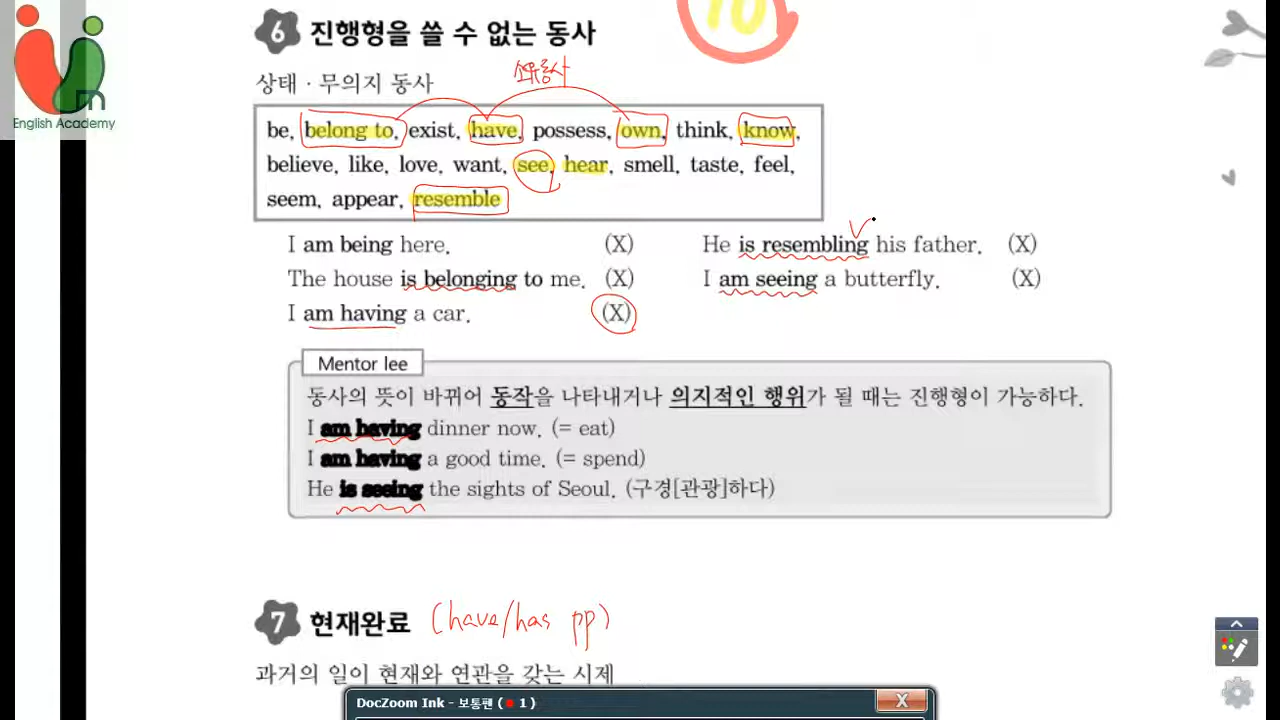 m
English Academy
10
6 진행형을 쓸 수 없는 동사
소유동사
상태 · 무의지 동사
be, belong to, exist, have, possess, own, think, know,
believe, like, love, want, see, hear, smell, taste, feel,
seem, appear, resemble
I am being here. (X) He is resembling his father. (X)
The house is belonging to me. (X) I am seeing a butterfly. (X)
I am having a car. (X)
Mentor lee
동사의 뜻이 바뀌어 동작을 나타내거나 의지적인 행위가 될 때는 진행형이 가능하다.
I am having dinner now. (= eat)
I am having a good time. (= spend)
He is seeing the sights of Seoul. (구경[관광]하다)
7 현재완료 (have/has pp)
과거의 일이 현재와 연관을 갖는 시제
DocZoom Ink - 보통펜 ( 1 ) X